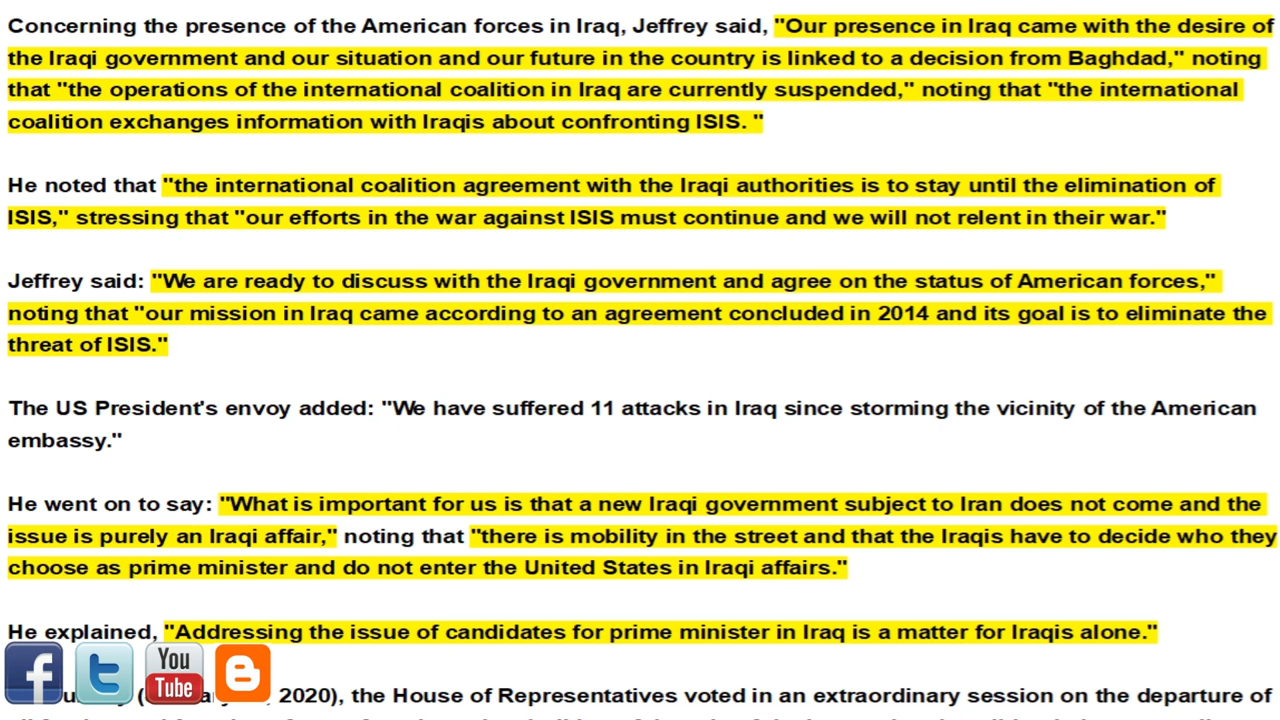 Concerning the presence of the American forces in Iraq, Jeffrey said, "Our presence in Iraq came with the desire of
the Iraqi government and our situation and our future in the country is linked to a decision from Baghdad," noting
that "the operations of the international coalition in Iraq are currently suspended," noting that "the international
coalition exchanges information with Iraqis about confronting ISIS. "
He noted that "the international coalition agreement with the Iraqi authorities is to stay until the elimination of
ISIS," stressing that "our efforts in the war against ISIS must continue and we will not relent in their war."
Jeffrey said: "We are ready to discuss with the Iraqi government and agree on the status of American forces,"
noting that "our mission in Iraq came according to an agreement concluded in 2014 and its goal is to eliminate the
threat of ISIS."
The US President's envoy added: "We have suffered 11 attacks in Iraq since storming the vicinity of the American
embassy."
He went on to say: "What is important for us is that a new Iraqi government subject to Iran does not come and the
issue is purely an Iraqi affair," noting that "there is mobility in the street and that the Iraqis have to decide who they
choose as prime minister and do not enter the United States in Iraqi affairs."
He explained, "Addressing the issue of candidates for prime minister in Iraq is a matter for Iraqis alone."
f
t
You
Tube
B
2020), the House of Representatives voted in an extraordinary session on the departure of